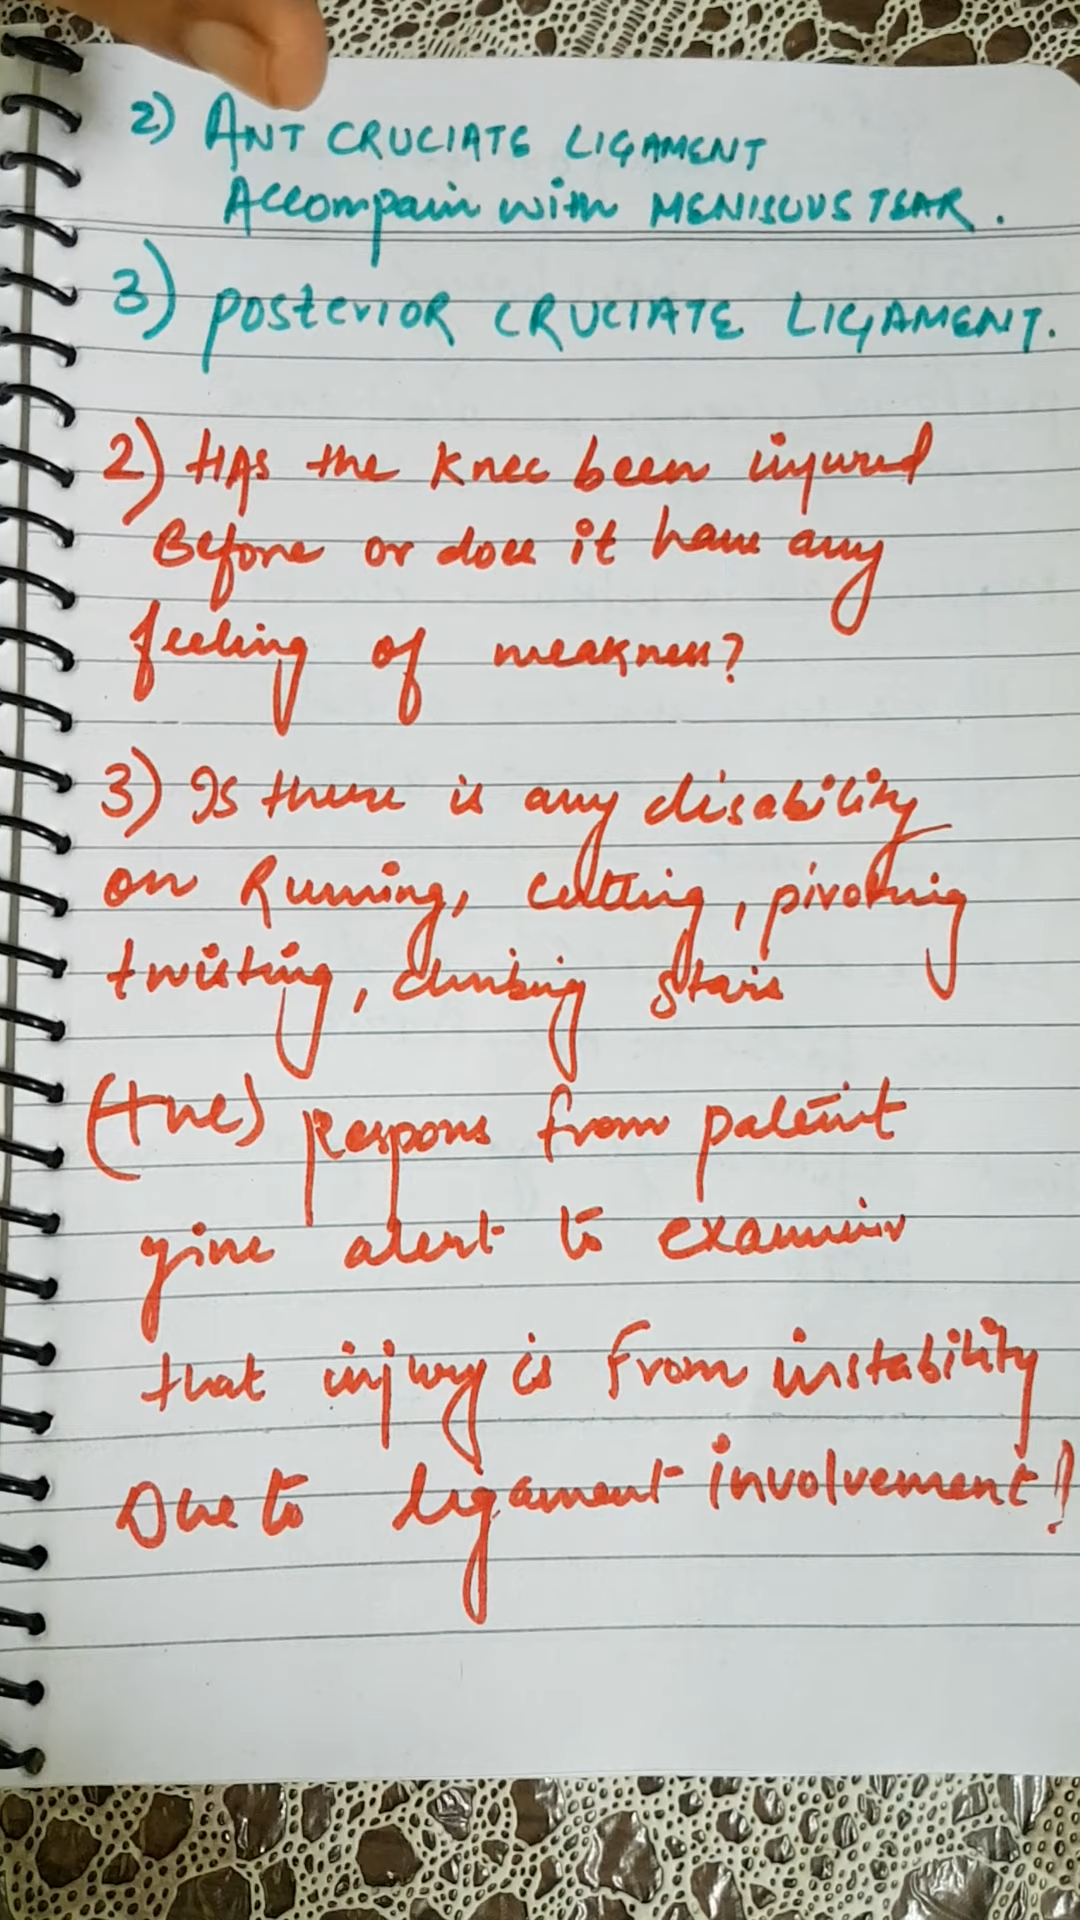 2) ANT CRUCIATE LIGAMENT
Accompain with MENISCUUS TEAR.
3) POSterIOR CRUCIATE LIGAMENT.
2) HAs the Knee been injured
Before or does it have any
feeling of weakness?
3) Is there is any disability
on Running, cutting, pivoting
twisting, climbing stairs
(+ve) Respons from patient
give alert to examiner
that injury is From instability
Due to ligament involvement!